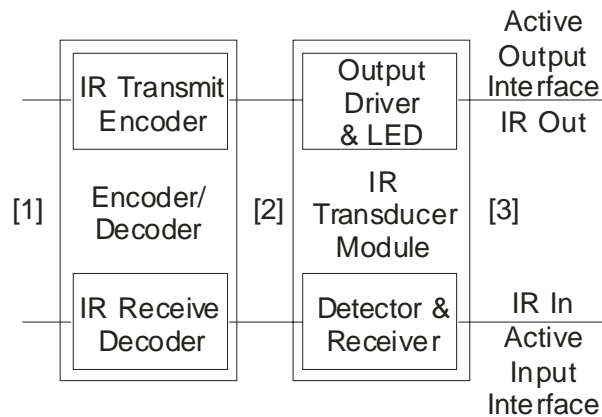 Active
Output
Interface
IR Out
IR Transmit
Encoder
Output
Driver
& LED
[1]
Encoder/
Decoder
[2]
IR
Transducer
Module
[3]
IR Receive
Decoder
Detector &
Receiver
IR In
Active
Input
Interface